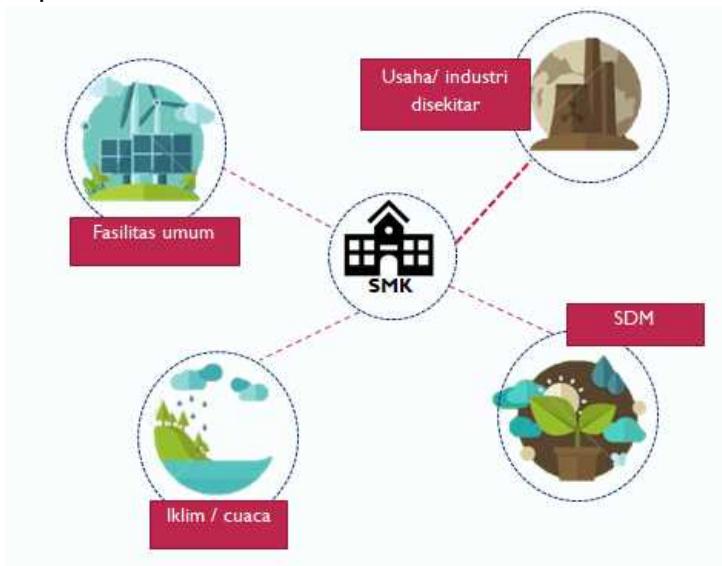 Usaha/ industri
disekitar
Fasilitas umum
SMK
SDM
Iklim / cuaca